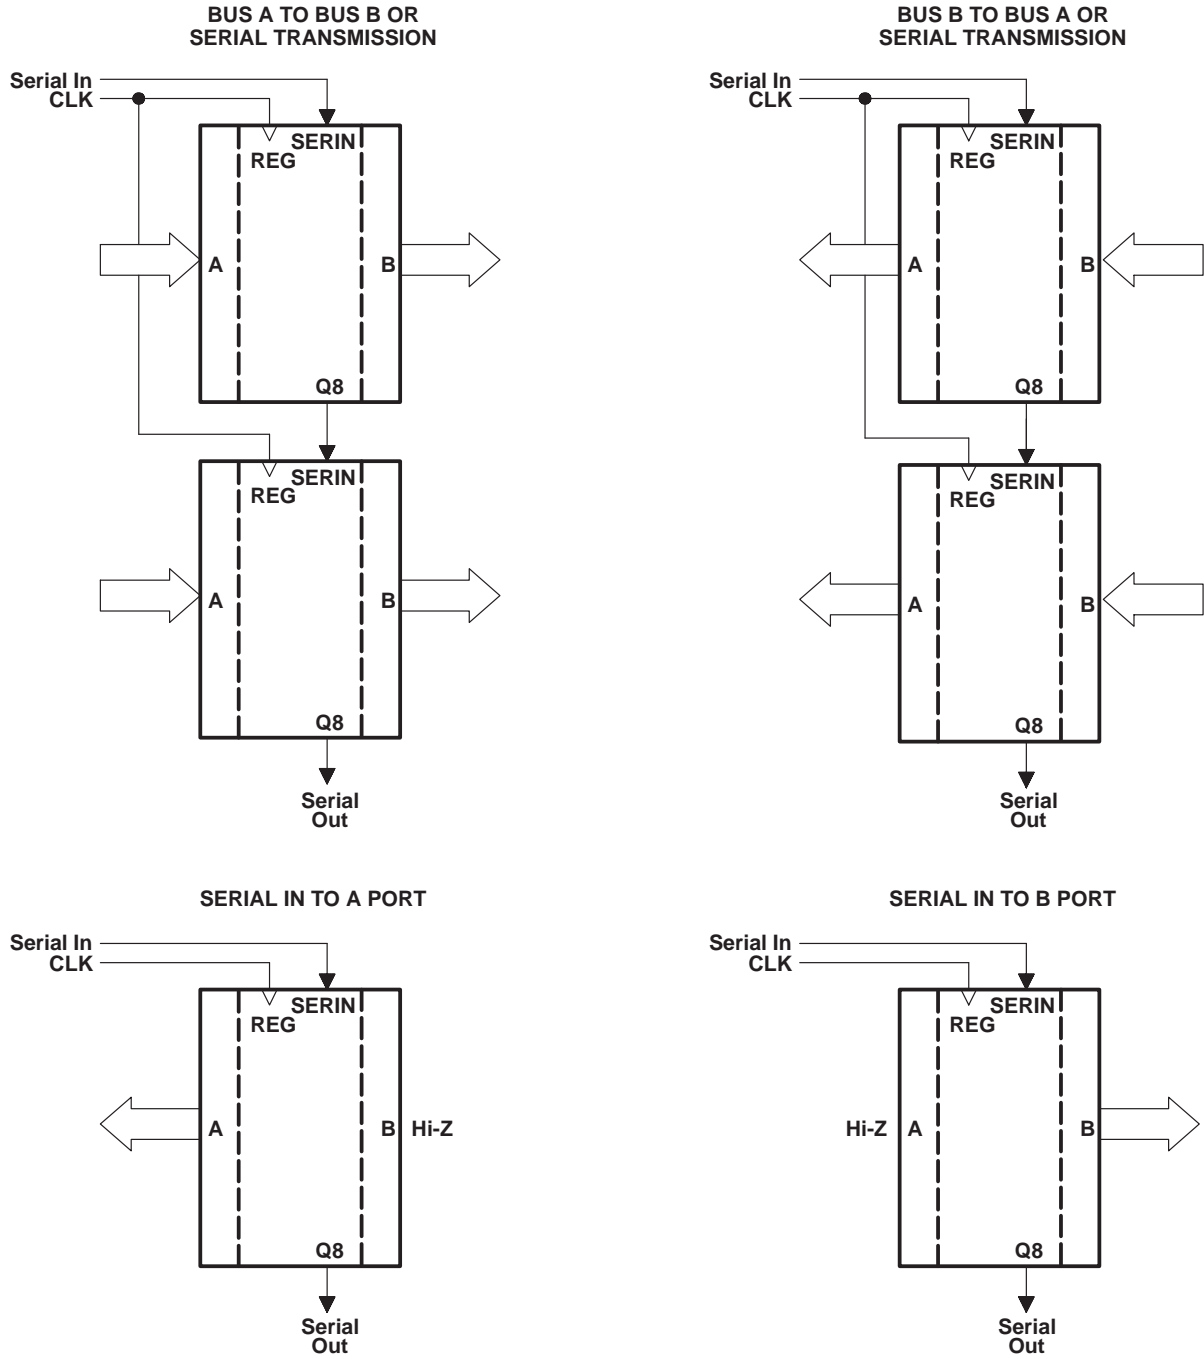 BUS A TO BUS B OR
SERIAL TRANSMISSION
Serial In
CLK
SERIN
REG
A
B
Q8
SERIN
REG
A
B
Q8
Serial
Out
BUS B TO BUS A OR
SERIAL TRANSMISSION
Serial In
CLK
SERIN
REG
A
B
Q8
SERIN
REG
A
B
Q8
Serial
Out
SERIAL IN TO A PORT
Serial In
CLK
SERIN
REG
A
B Hi-Z
Q8
Serial
Out
SERIAL IN TO B PORT
Serial In
CLK
SERIN
REG
Hi-Z A
B
Q8
Serial
Out